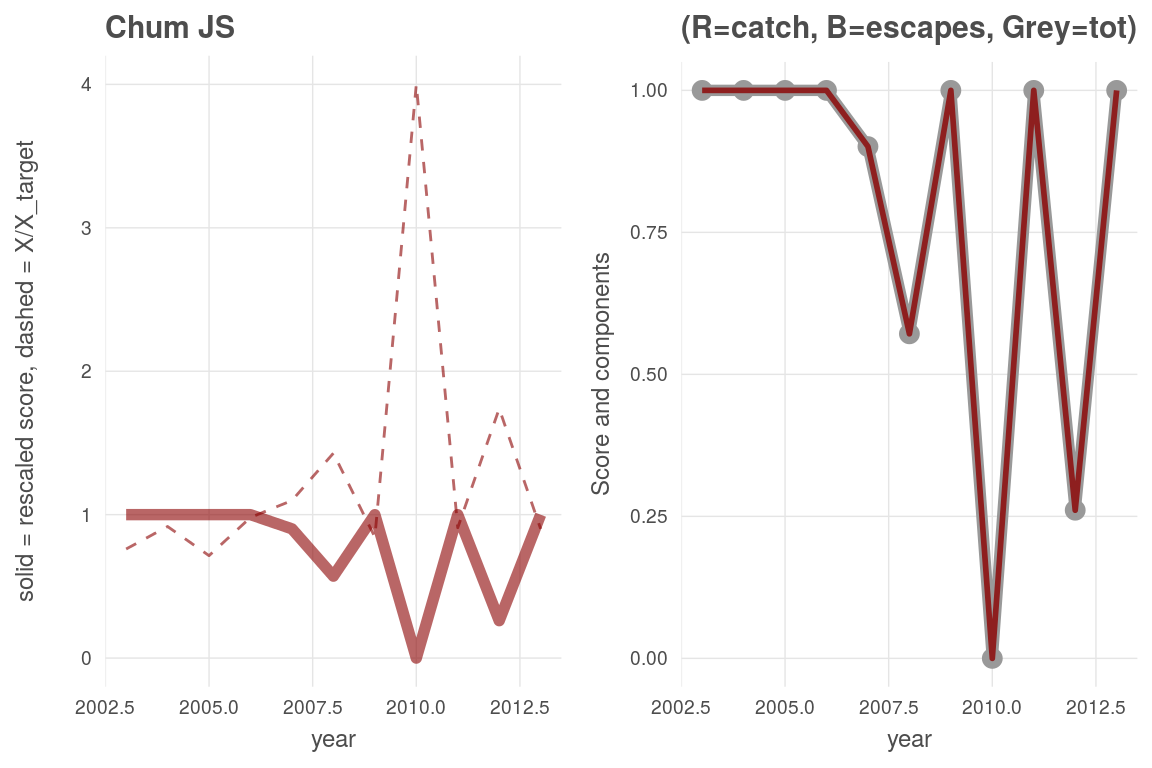 Chum JS
solid = rescaled score, dashed = X/X_target
4
3
2
1
0
2002.5 2005.0 2007.5 2010.0 2012.5
year
(R=catch, B=escapes, Grey=tot)
Score and components
1.00
0.75
0.50
0.25
0.00
2002.5 2005.0 2007.5 2010.0 2012.5
year